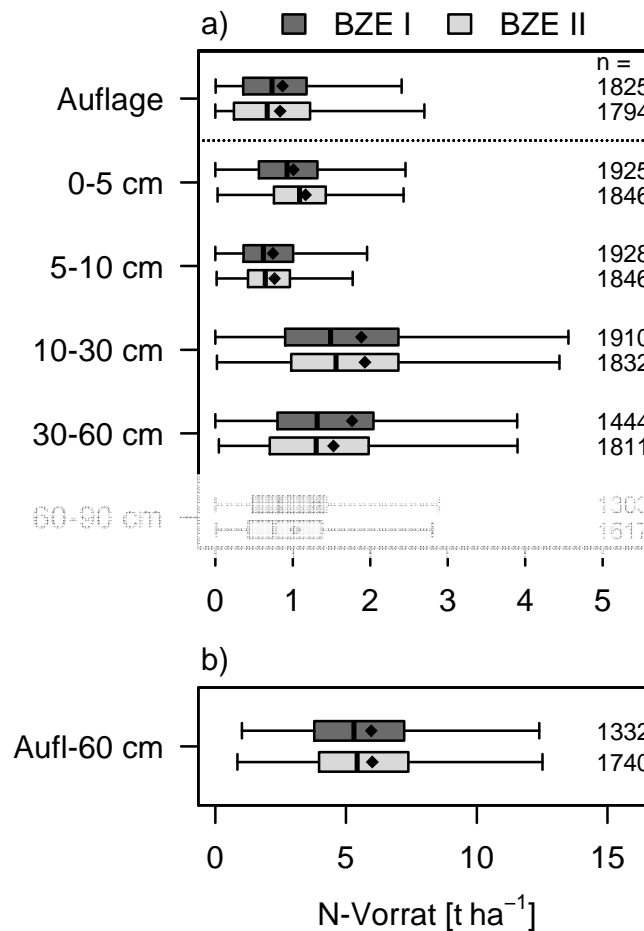 a) BZE I BZE II
n =
Auflage 1825
1794
0-5 cm 1925
1846
5-10 cm 1928
1846
10-30 cm 1910
1832
30-60 cm 1444
1811
60-90 cm 1303
1617
0 1 2 3 4 5
b)
Aufl-60 cm 1332
1740
0 5 10 15
N-Vorrat [t ha⁻¹]